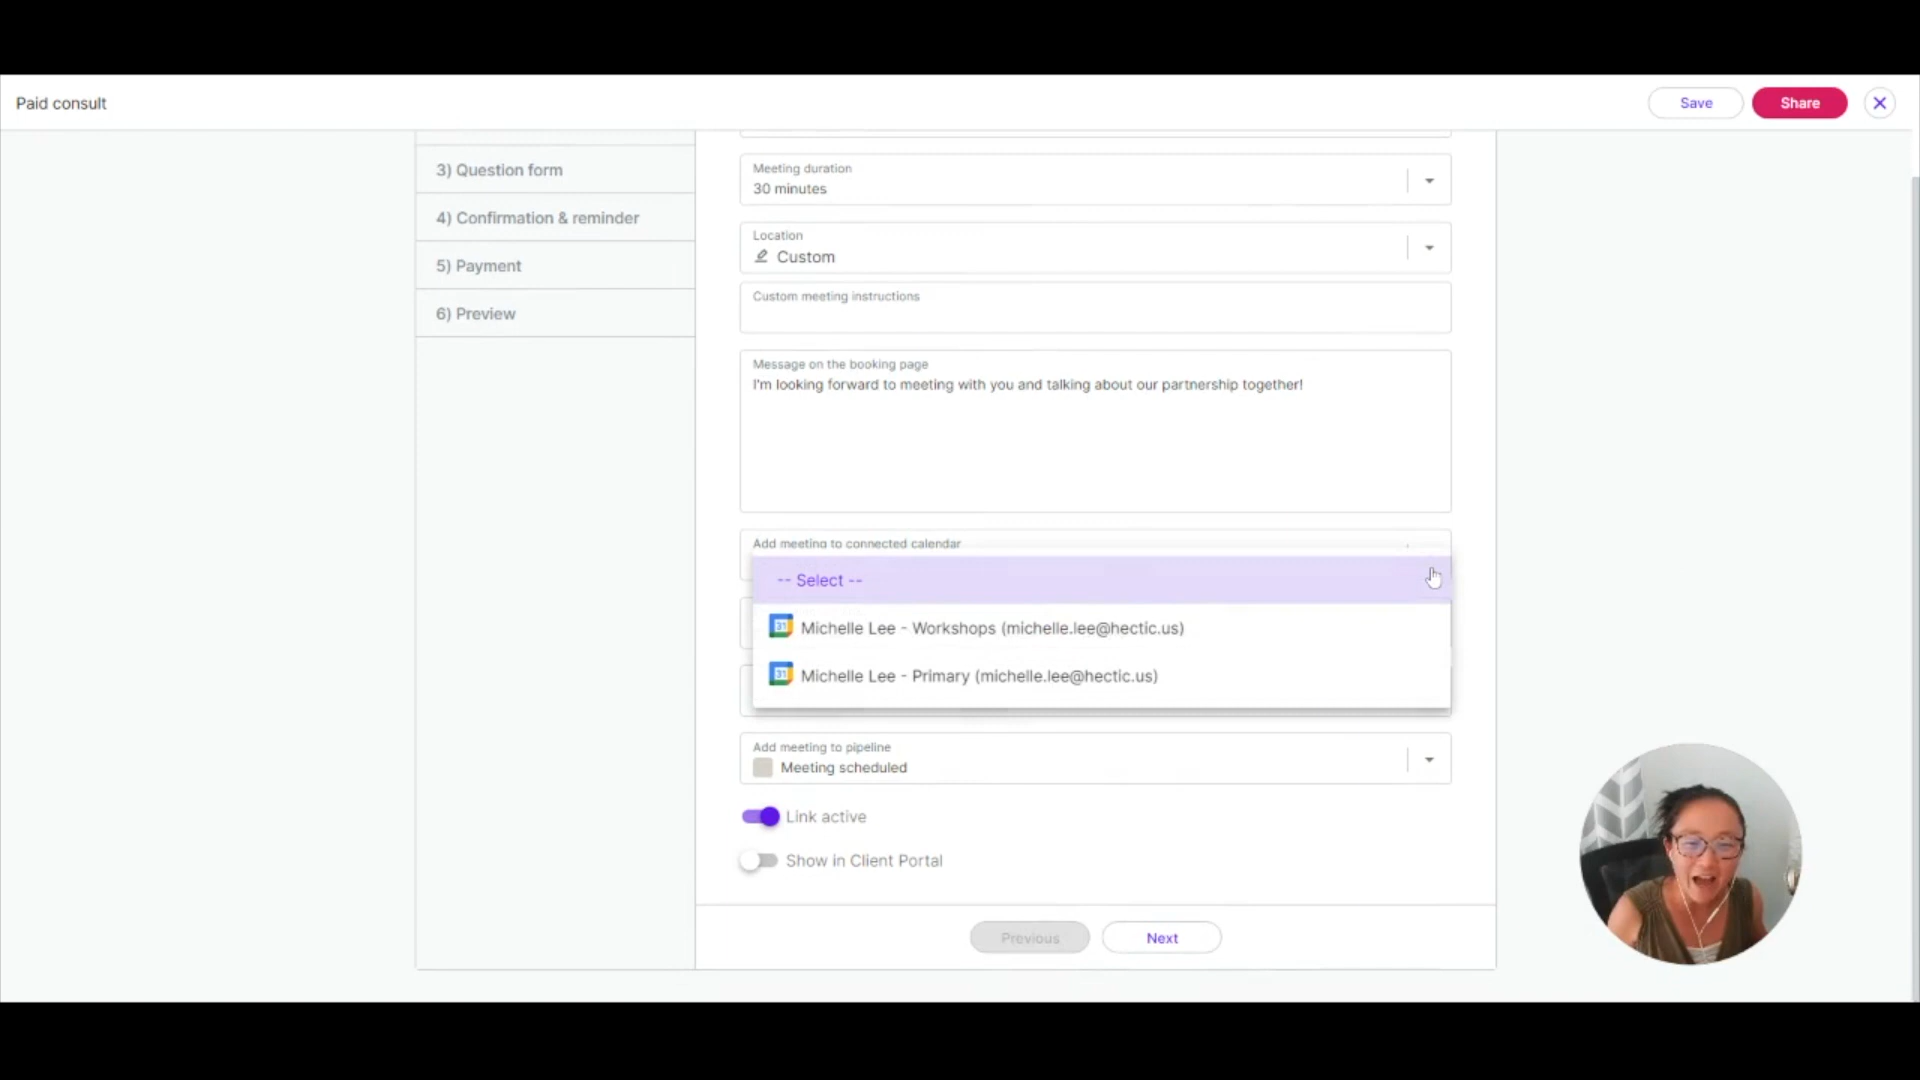 Paid consult
Save
Share
3) Question form
4) Confirmation & reminder
5) Payment
6) Preview
Meeting duration
30 minutes
Location
Custom
Custom meeting instructions
Message on the booking page
I'm looking forward to meeting with you and talking about our partnership together!
Add meeting to connected calendar
-- Select --
31 Michelle Lee - Workshops (michelle.lee@hectic.us)
31 Michelle Lee - Primary (michelle.lee@hectic.us)
Add meeting to pipeline
Meeting scheduled
Link active
Show in Client Portal
Previous
Next